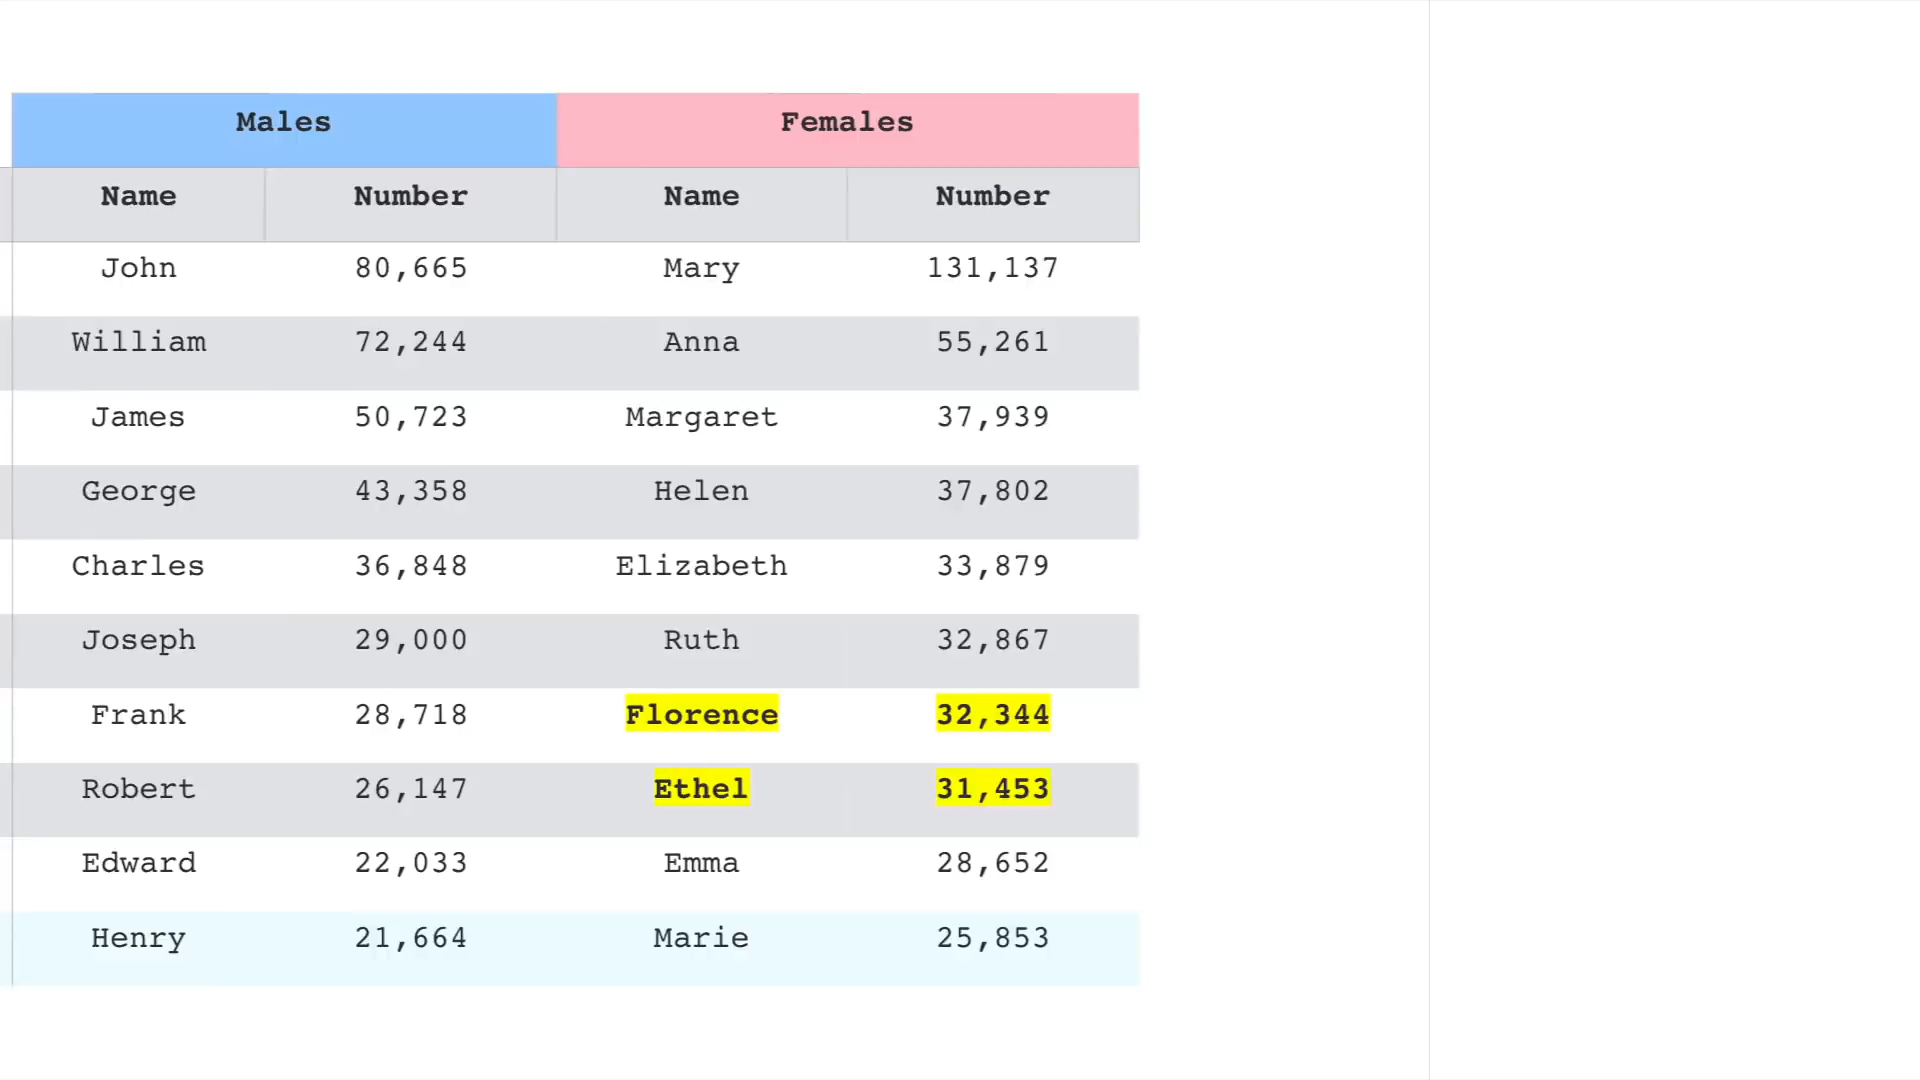 Males Females
Name Number Name Number
John 80,665 Mary 131,137
William 72,244 Anna 55,261
James 50,723 Margaret 37,939
George 43,358 Helen 37,802
Charles 36,848 Elizabeth 33,879
Joseph 29,000 Ruth 32,867
Frank 28,718 Florence 32,344
Robert 26,147 Ethel 31,453
Edward 22,033 Emma 28,652
Henry 21,664 Marie 25,853